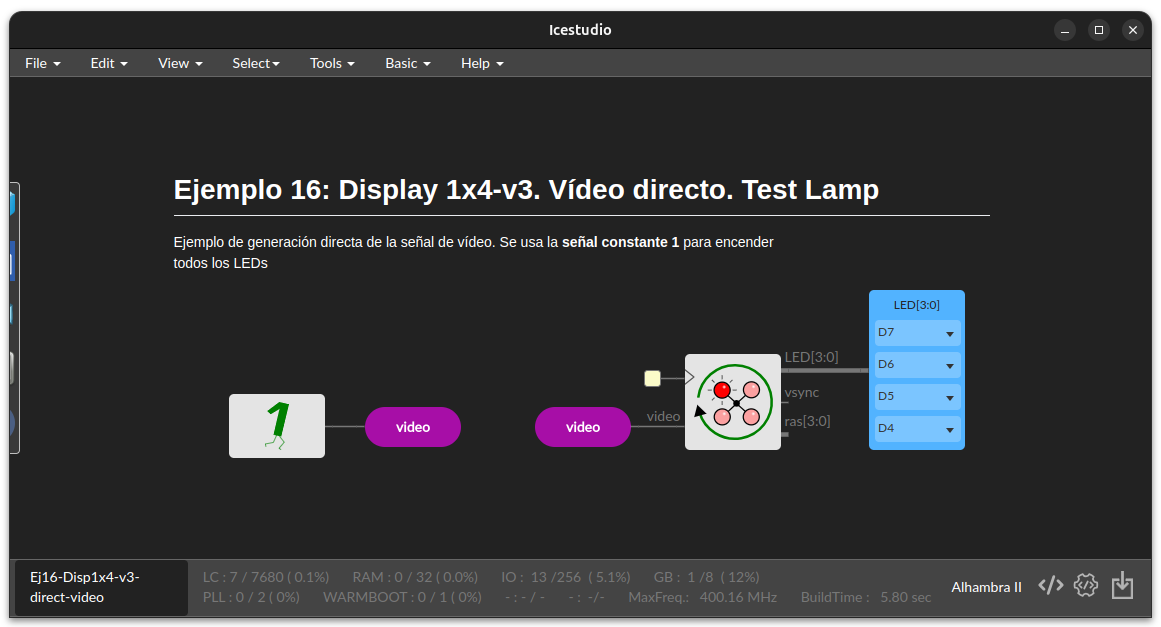 Icestudio
File Edit View Select Tools Basic Help
Ejemplo 16: Display 1x4-v3. Vídeo directo. Test Lamp
Ejemplo de generación directa de la señal de vídeo. Se usa la señal constante 1 para encender
todos los LEDs
LED[3:0]
D7
D6
D5
D4
LED[3:0]
vsync
ras[3:0]
video
1
video
video
Ej16-Disp1x4-v3-
direct-video
LC : 7 / 7680 ( 0.1%) RAM : 0 / 32 ( 0.0%) IO : 13 /256 ( 5.1%) GB : 1 /8 ( 12%)
PLL : 0 / 2 ( 0%) WARMBOOT : 0 / 1 ( 0%) - : - / - - : -/- MaxFreq.: 400.16 MHz BuildTime : 5.80 sec
Alhambra II